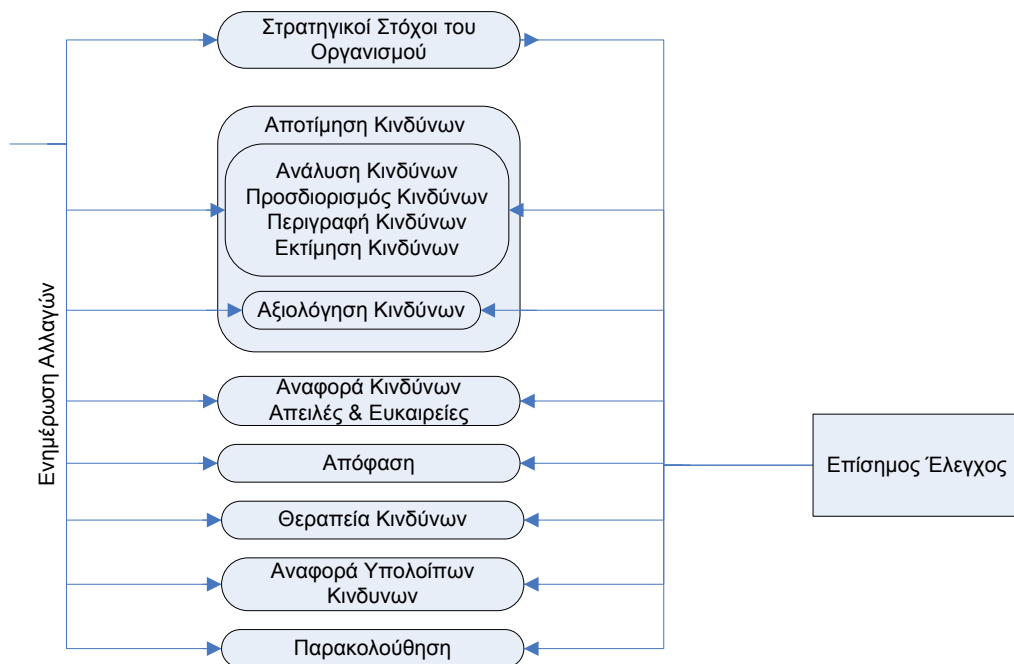 Στρατηγικοί Στόχοι του
Οργανισμού
Αποτίμηση Κινδύνων
Ανάλυση Κινδύνων
Προσδιορισμός Κινδύνων
Περιγραφή Κινδύνων
Εκτίμηση Κινδύνων
Αξιολόγηση Κινδύνων
Ενημέρωση Αλλαγών
Αναφορά Κινδύνων
Απειλές & Ευκαιρείες
Απόφαση
Επίσημος Έλεγχος
Θεραπεία Κινδύνων
Αναφορά Υπολοίπων
Κινδυνων
Παρακολούθηση